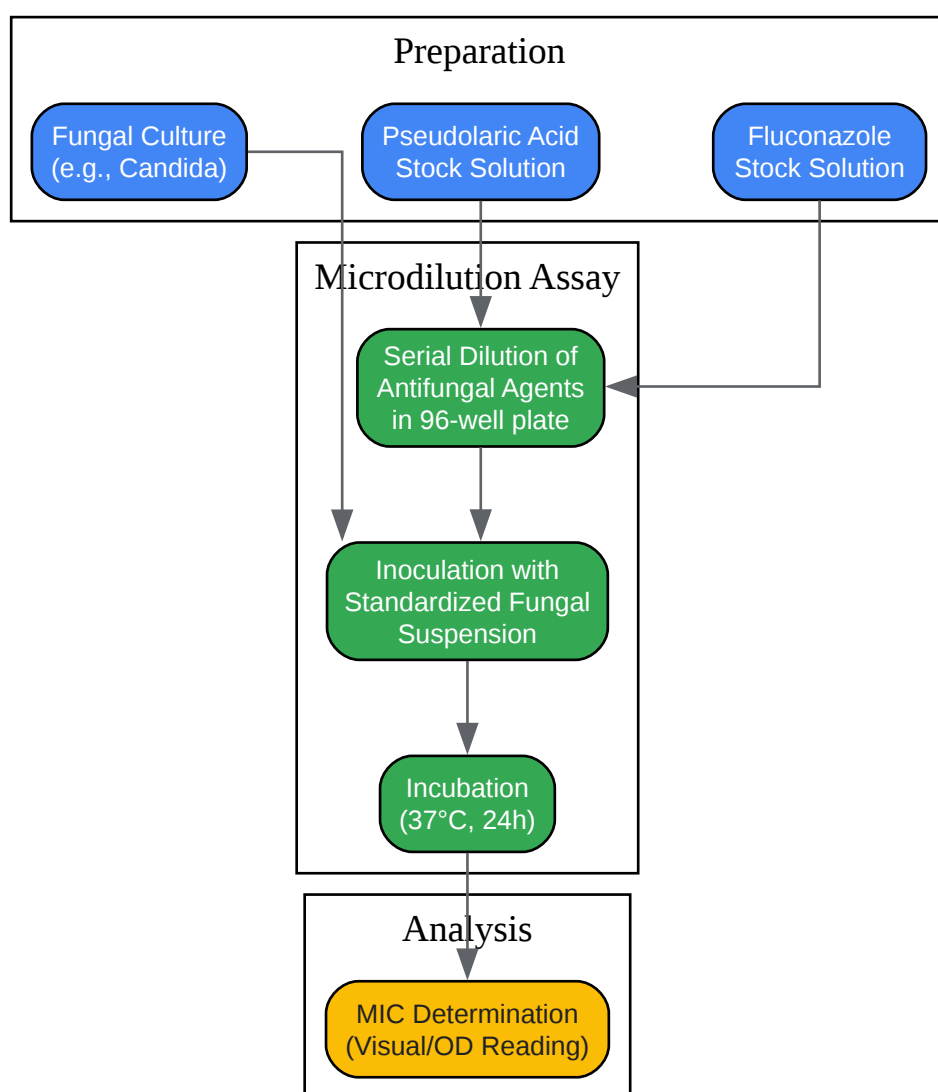 Preparation
Fungal Culture
(e.g., Candida)
Pseudolaric Acid
Stock Solution
Fluconazole
Stock Solution
Microdilution Assay
Serial Dilution of
Antifungal Agents
in 96-well plate
Inoculation with
Standardized Fungal
Suspension
Incubation
(37°C, 24h)
Analysis
MIC Determination
(Visual/OD Reading)